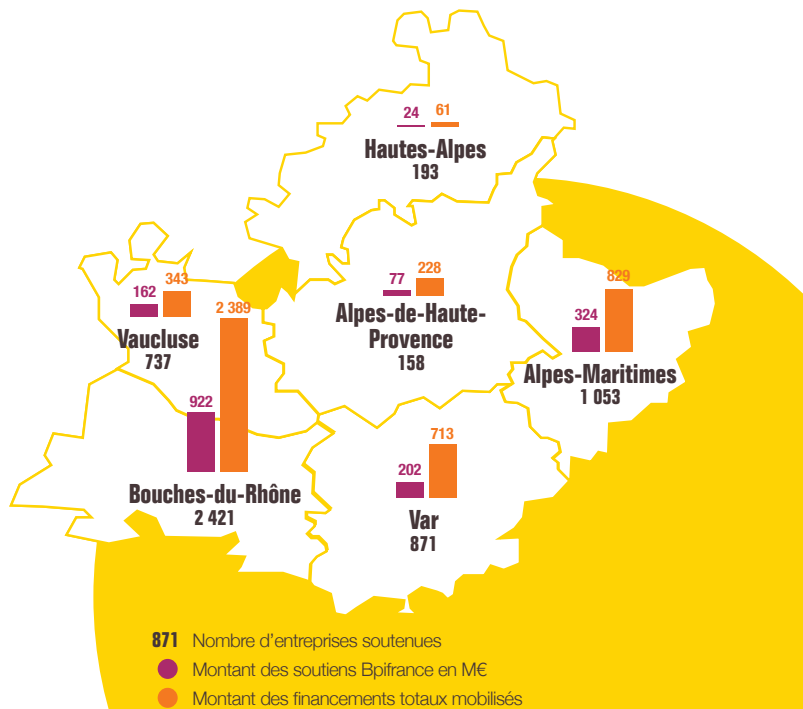 24 61
Hautes-Alpes
193
162 343
Vaucluse
737
77 228
Alpes-de-Haute-
Provence
158
324 829
Alpes-Maritimes
1 053
922 2 389
Bouches-du-Rhône
2 421
202 713
Var
871
871 Nombre d'entreprises soutenues
Montant des soutiens Bpifrance en M€
Montant des financements totaux mobilisés